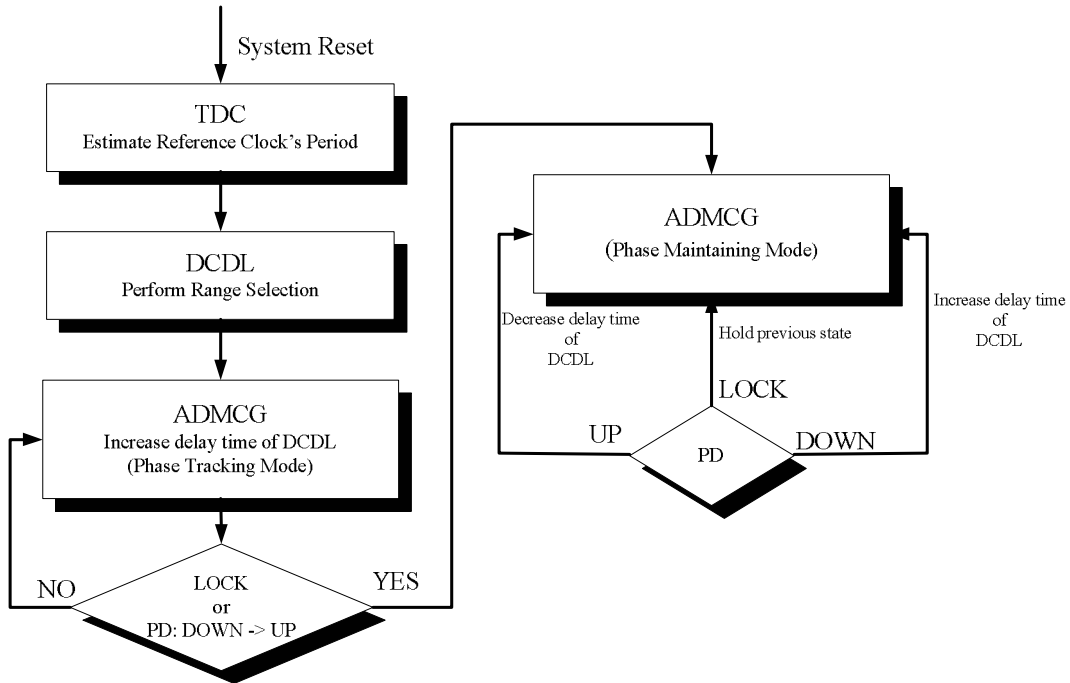 System Reset
TDC
Estimate Reference Clock's Period
DCDL
Perform Range Selection
ADMCG
Increase delay time of DCDL
(Phase Tracking Mode)
NO
YES
LOCK
or
PD: DOWN -> UP
ADMCG
(Phase Maintaining Mode)
Decrease delay time
of
DCDL
Hold previous state
Increase delay time
of
DCDL
LOCK
UP
DOWN
PD